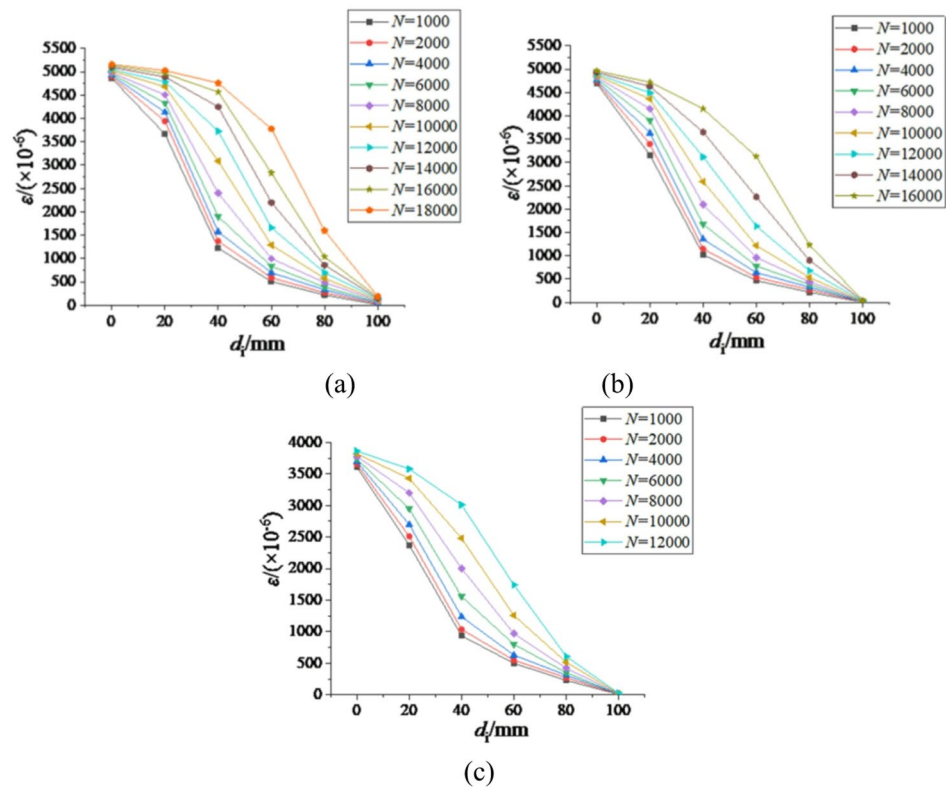 N=1000
N=2000
N=4000
N=6000
N=8000
N=10000
N=12000
N=14000
N=16000
N=18000
5500
5000
4500
4000
3500
3000
2500
2000
1500
1000
500
0
ε/(×10⁻⁶)
0 20 40 60 80 100
dᵢ/mm
(a)
N=1000
N=2000
N=4000
N=6000
N=8000
N=10000
N=12000
N=14000
N=16000
5500
5000
4500
4000
3500
3000
2500
2000
1500
1000
500
0
ε/(×10⁻⁶)
0 20 40 60 80 100
dᵢ/mm
(b)
N=1000
N=2000
N=4000
N=6000
N=8000
N=10000
N=12000
4000
3500
3000
2500
2000
1500
1000
500
0
ε/(×10⁻⁶)
0 20 40 60 80 100
dᵢ/mm
(c)